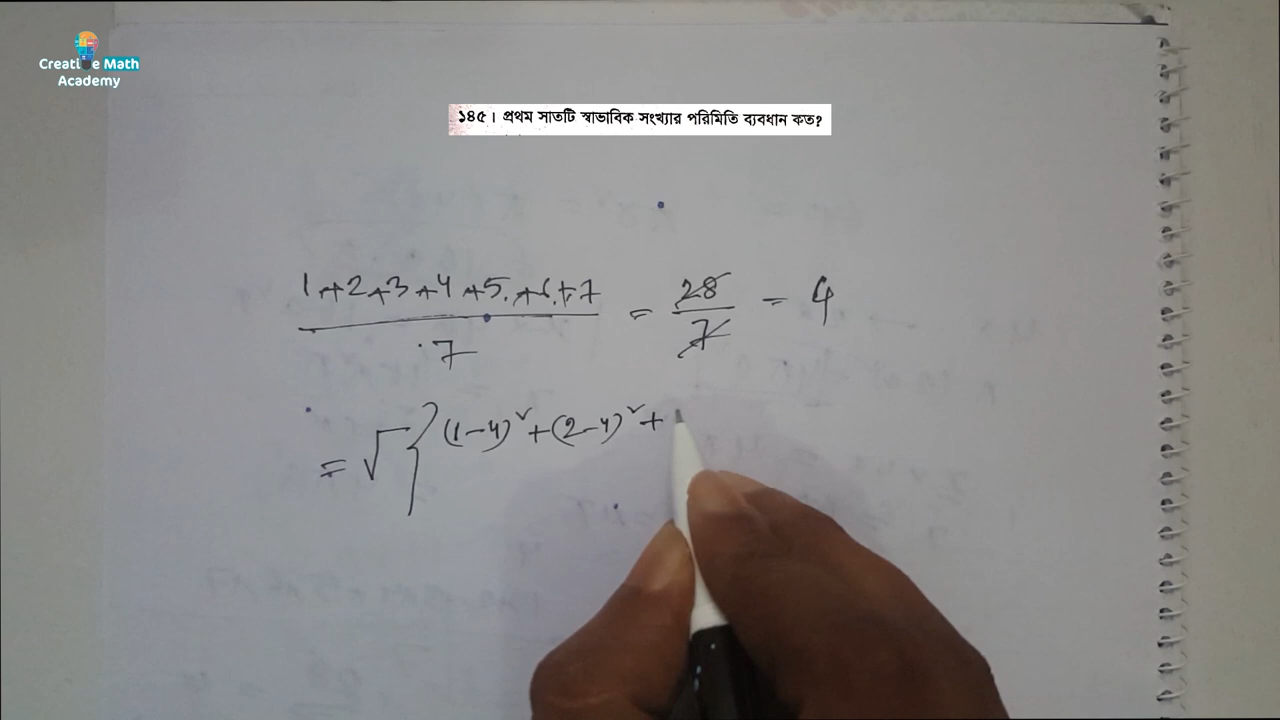 Creative Math
Academy
১৪৫। প্রথম সাতটি স্বাভাবিক সংখ্যার পরিমিতি ব্যবধান কত?
1+2+3+4+5+6+7 = 28 = 4
7 7
= √{(1-4)² + (2-4)² +